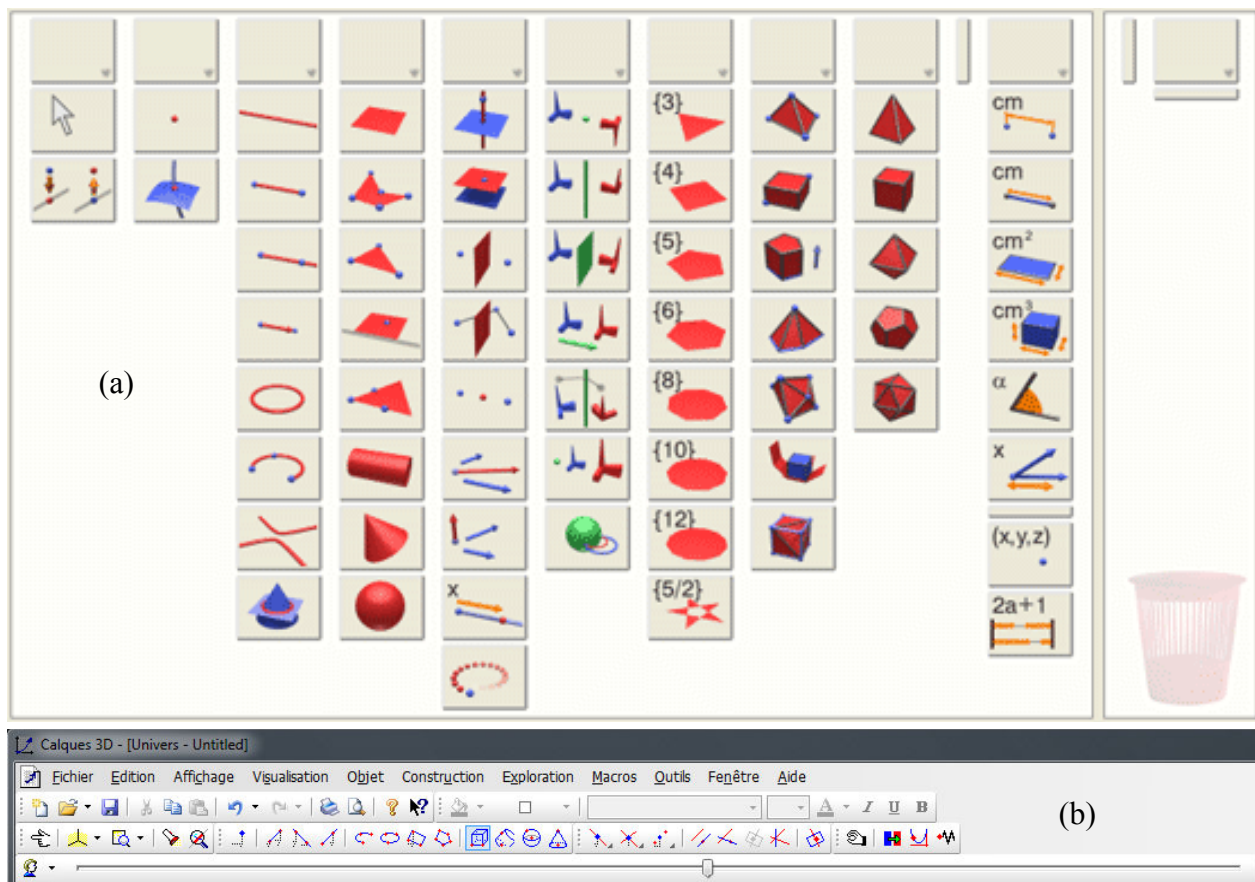 {3}
cm
{4}
cm
{5}
cm²
{6}
cm³
(a)
{8}
α
{10}
x
{12}
(x,y,z)
x
{5/2}
2a+1
Calques 3D - [Univers - Untitled]
Fichier Edition Affichage Visualisation Objet Construction Exploration Macros Outils Fenêtre Aide
A I U B
(b)